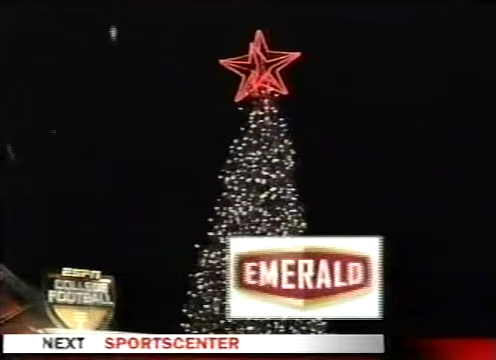 EMERALD
ESPN
COLLEGE
FOOTBALL
NEXT SPORTSCENTER